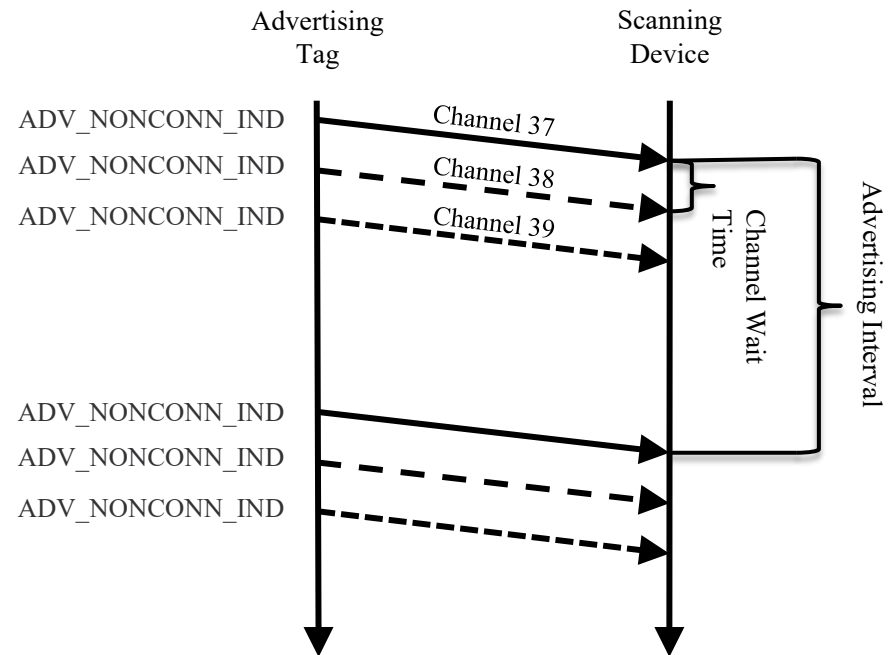 Advertising
Tag
Scanning
Device
ADV_NONCONN_IND
Channel 37
ADV_NONCONN_IND
Channel 38
ADV_NONCONN_IND
Channel 39
Channel Wait
Time
Advertising Interval
ADV_NONCONN_IND
ADV_NONCONN_IND
ADV_NONCONN_IND